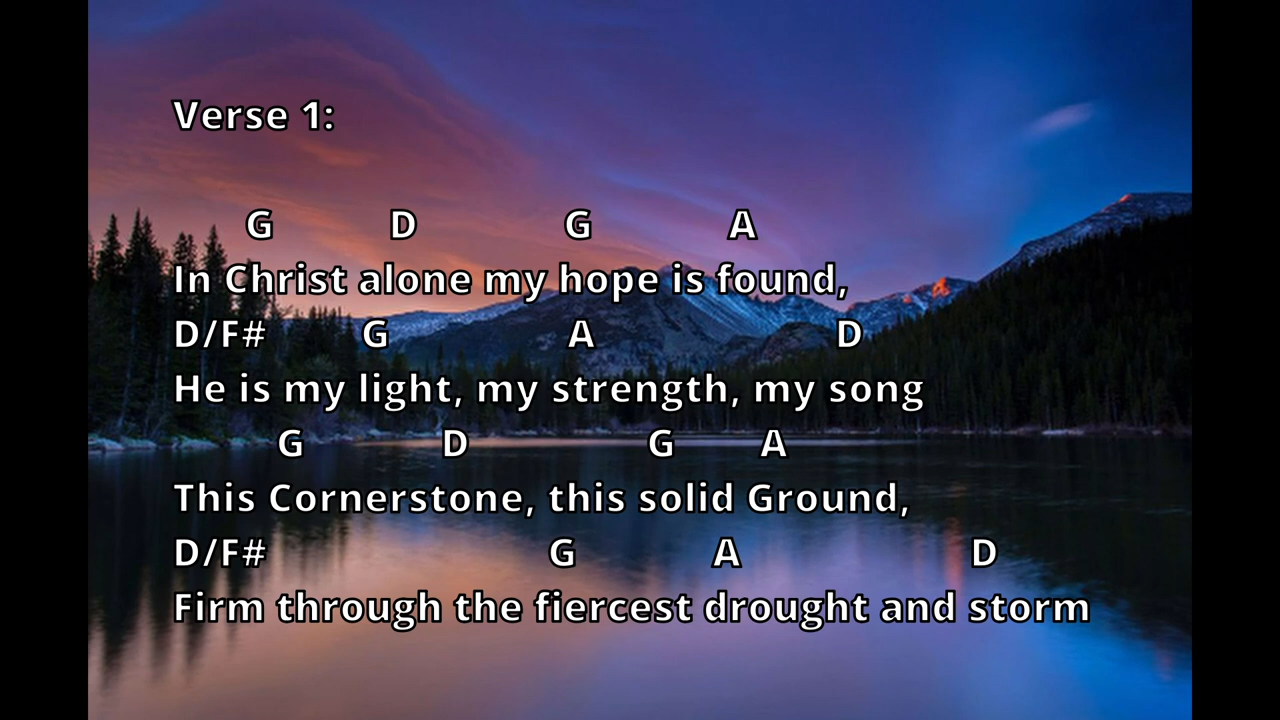 Verse 1:
G D G A
In Christ alone my hope is found,
D/F# G A D
He is my light, my strength, my song
G D G A
This Cornerstone, this solid Ground,
D/F# G A D
Firm through the fiercest drought and storm